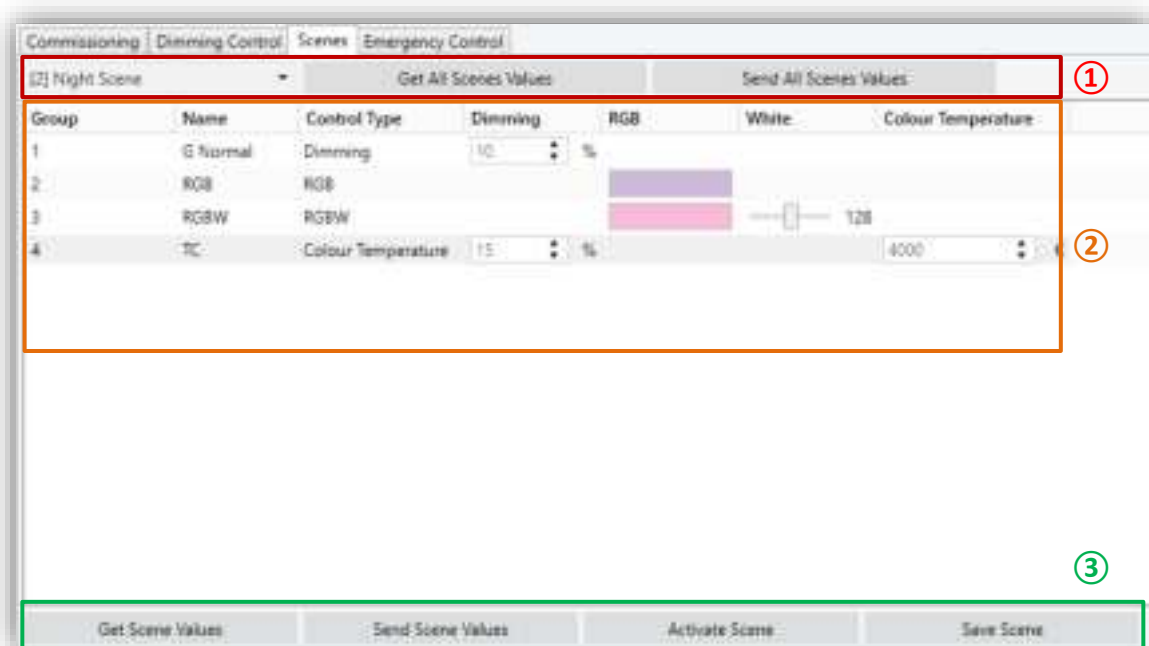 Commissioning Dimming Control Scenes Emergency Control
[2] Night Scene Get All Scenes Values Send All Scenes Values ①
Group Name Control Type Dimming RGB White Colour Temperature
1 G Normal Dimming 10 %
2 RGB RGB
3 RGBW RGBW 128
4 TC Colour Temperature 15 % 4000
②
③
Get Scene Values Send Scene Values Activate Scene Save Scene